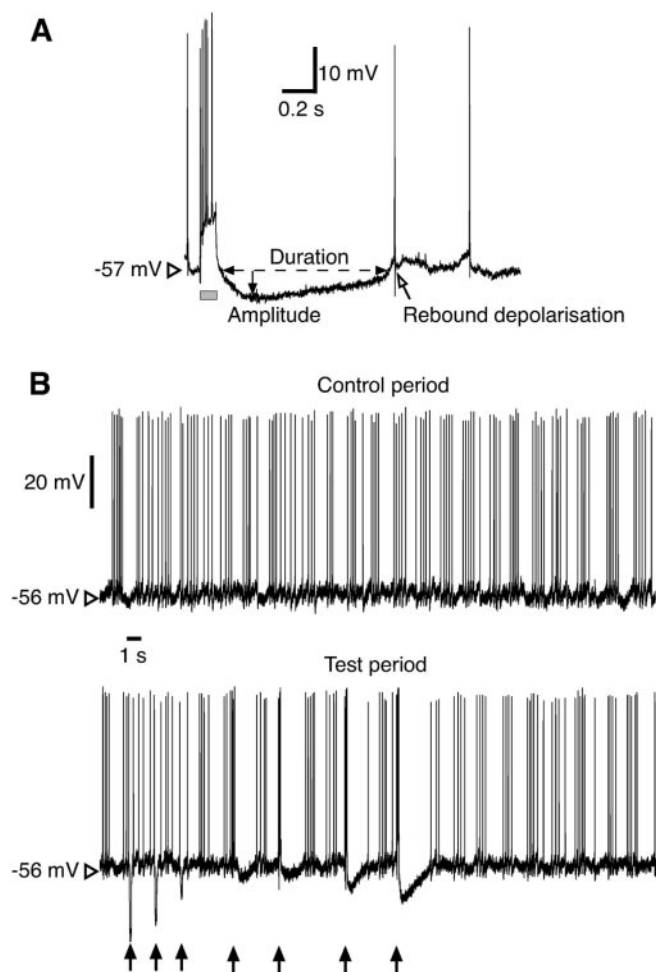 A
10 mV
0.2 s
Duration
-57 mV
Amplitude
Rebound depolarisation
B
Control period
20 mV
-56 mV
1 s
Test period
-56 mV